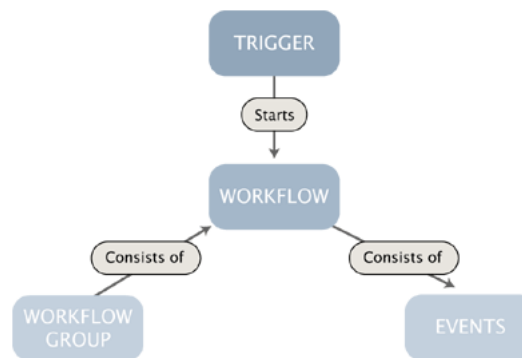 TRIGGER
Starts
WORKFLOW
Consists of
Consists of
WORKFLOW
GROUP
EVENTS